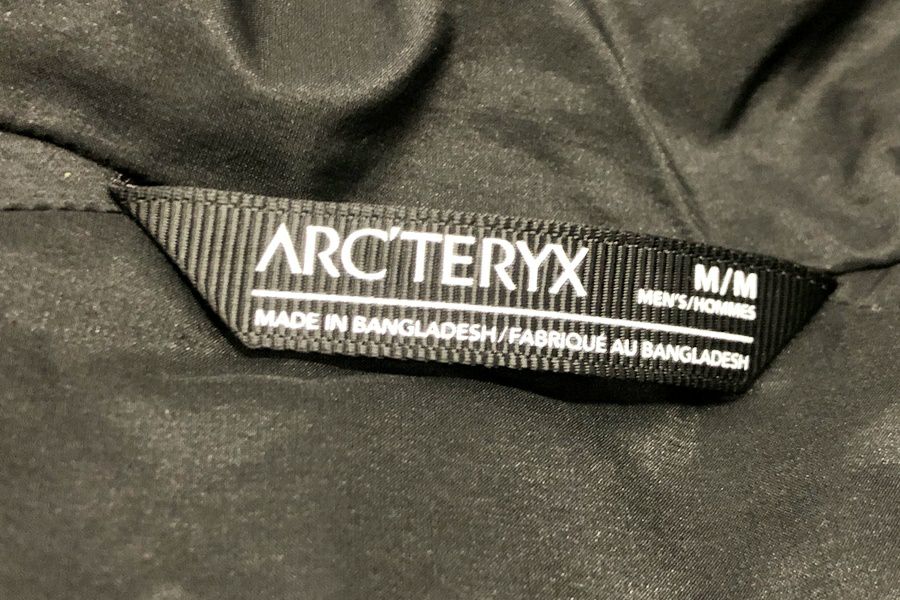 ARC'TERYX
M/M
MEN'S/HOMMES
MADE IN BANGLADESH/FABRIQUÉ AU BANGLADESH